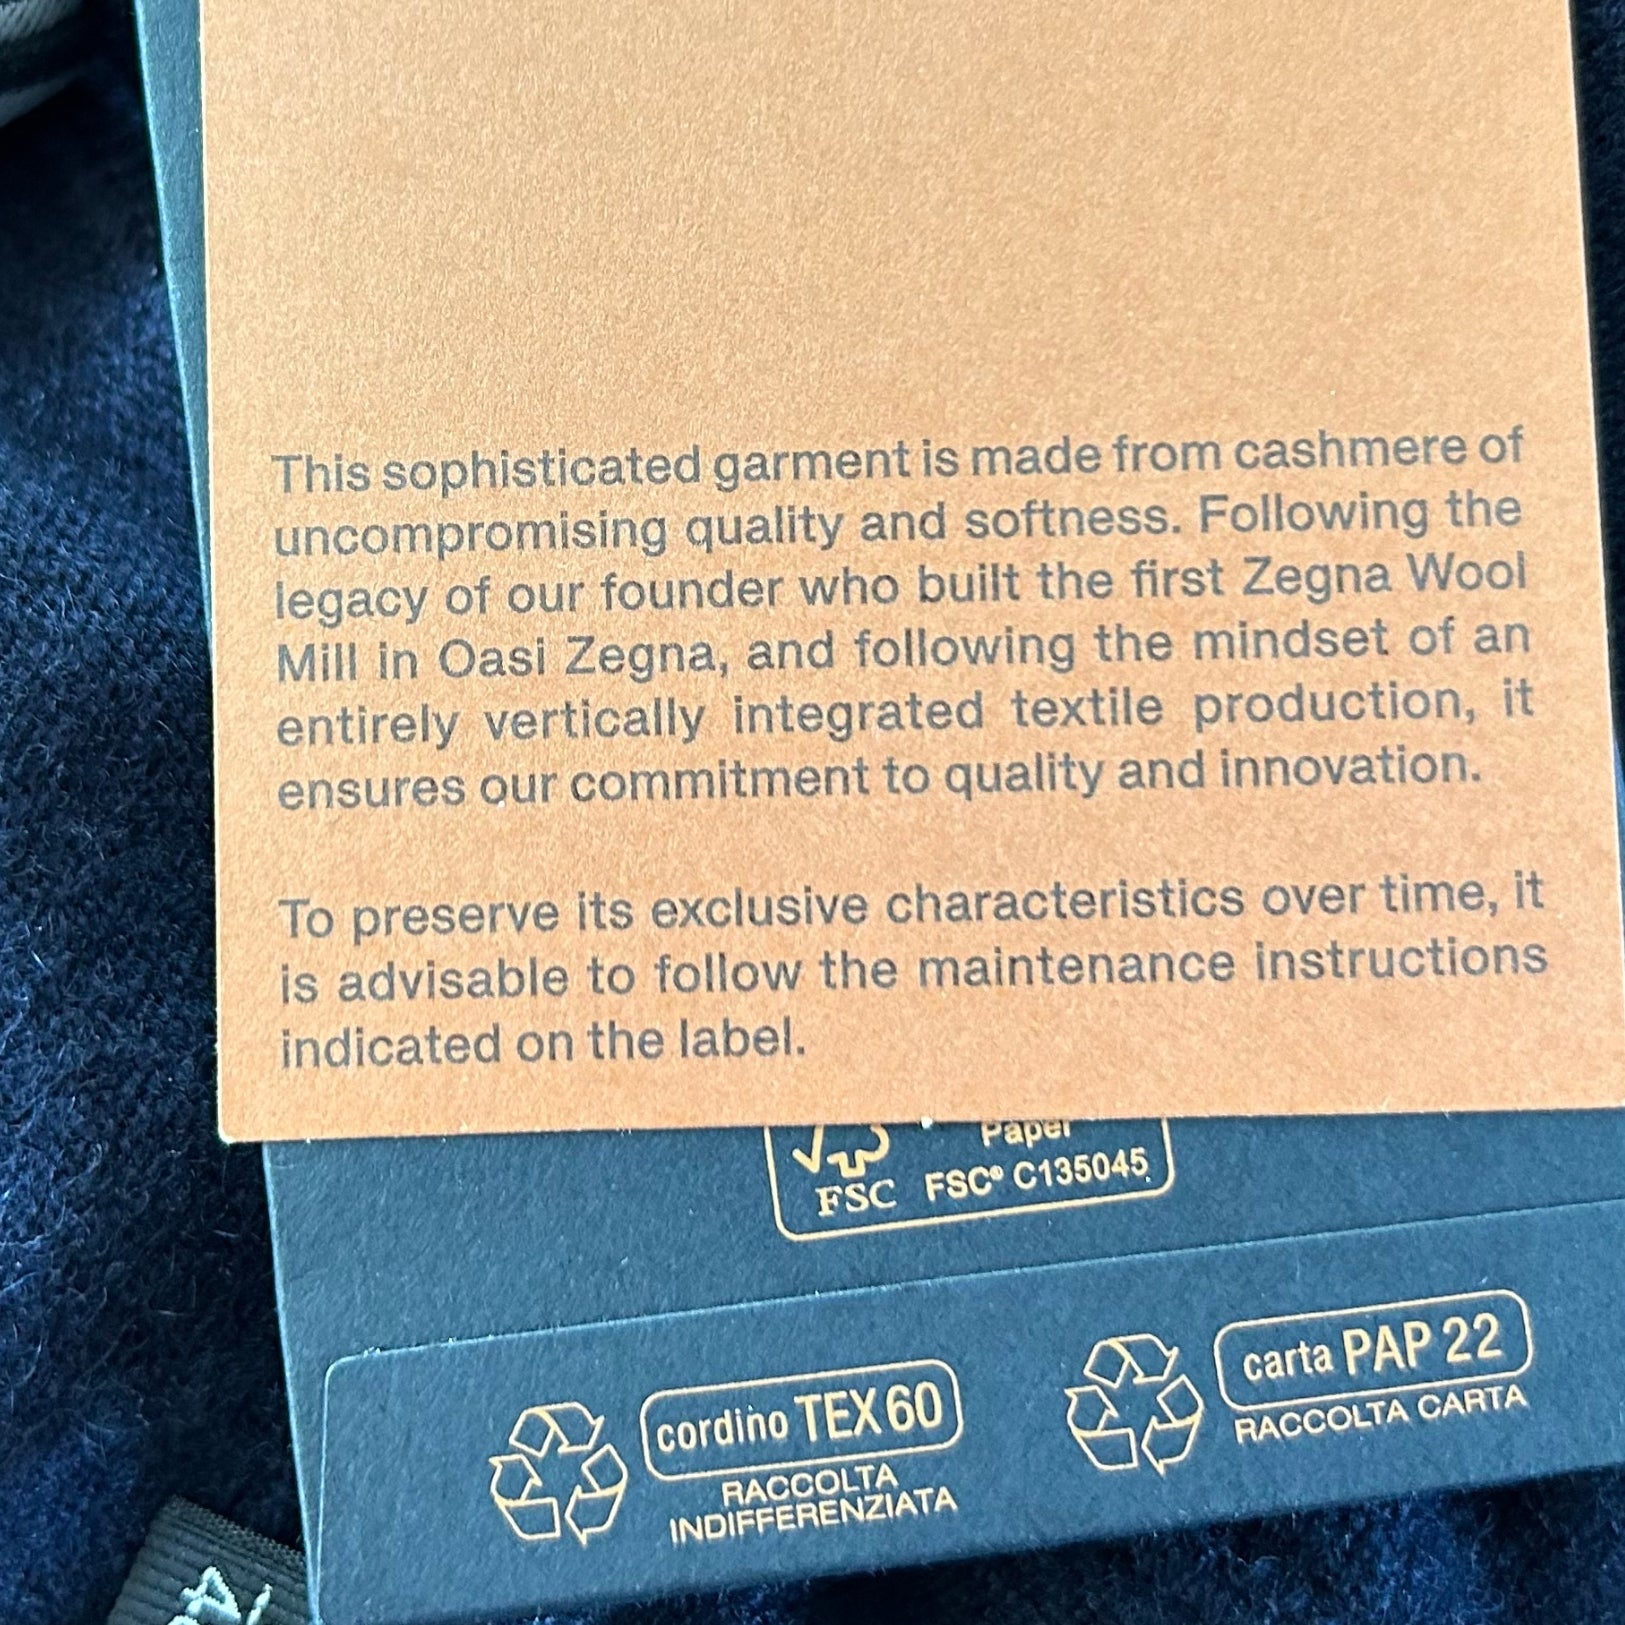 This sophisticated garment is made from cashmere of
uncompromising quality and softness. Following the
legacy of our founder who built the first Zegna Wool
Mill in Oasi Zegna, and following the mindset of an
entirely vertically integrated textile production, it
ensures our commitment to quality and innovation.
To preserve its exclusive characteristics over time, it
is advisable to follow the maintenance instructions
indicated on the label.
Paper
FSC FSC® C135045
cordino TEX 60
RACCOLTA
INDIFFERENZIATA
carta PAP 22
RACCOLTA CARTA